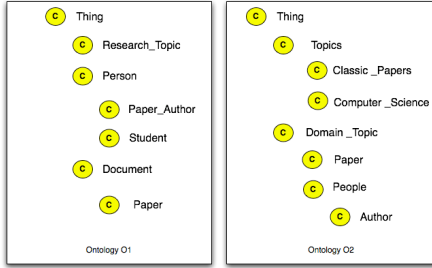 C Thing
C Research_Topic
C Person
C Paper_Author
C Student
C Document
C Paper
Ontology O1
C Thing
C Topics
C Classic _Papers
C Computer _Science
C Domain _Topic
C Paper
C People
C Author
Ontology O2